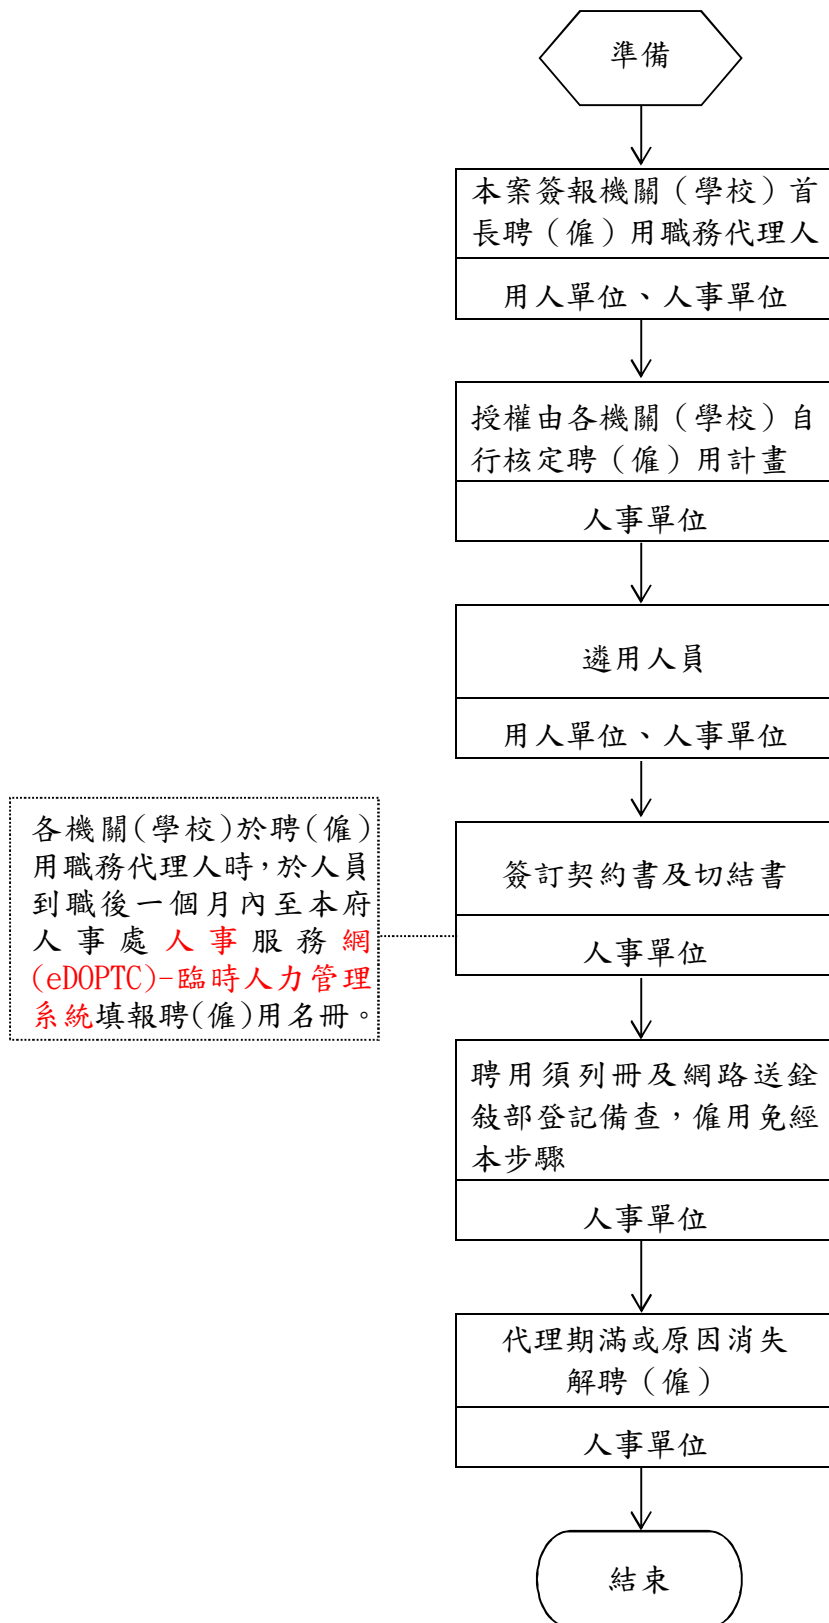 準備
本案簽報機關（學校）首
長聘（僱）用職務代理人
用人單位、人事單位
授權由各機關（學校）自
行核定聘（僱）用計畫
人事單位
遴用人員
用人單位、人事單位
簽訂契約書及切結書
人事單位
各機關(學校)於聘(僱)
用職務代理人時，於人員
到職後一個月內至本府
人事處人事服務網
(eDOPTC)-臨時人力管理
系統填報聘(僱)用名冊。
聘用須列冊及網路送銓
敍部登記備查，僱用免經
本步驟
人事單位
代理期滿或原因消失
解聘（僱）
人事單位
結束